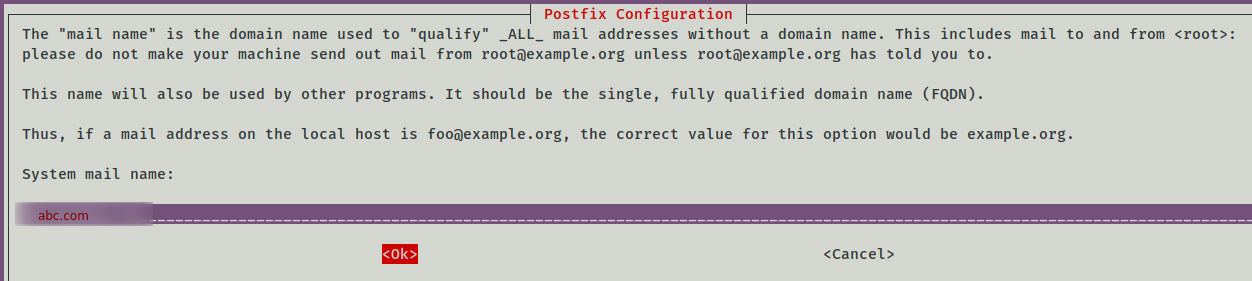 Postfix Configuration
The "mail name" is the domain name used to "qualify" _ALL_ mail addresses without a domain name. This includes mail to and from <root>:
please do not make your machine send out mail from root@example.org unless root@example.org has told you to.
This name will also be used by other programs. It should be the single, fully qualified domain name (FQDN).
Thus, if a mail address on the local host is foo@example.org, the correct value for this option would be example.org.
System mail name:
abc.com
<Ok> <Cancel>